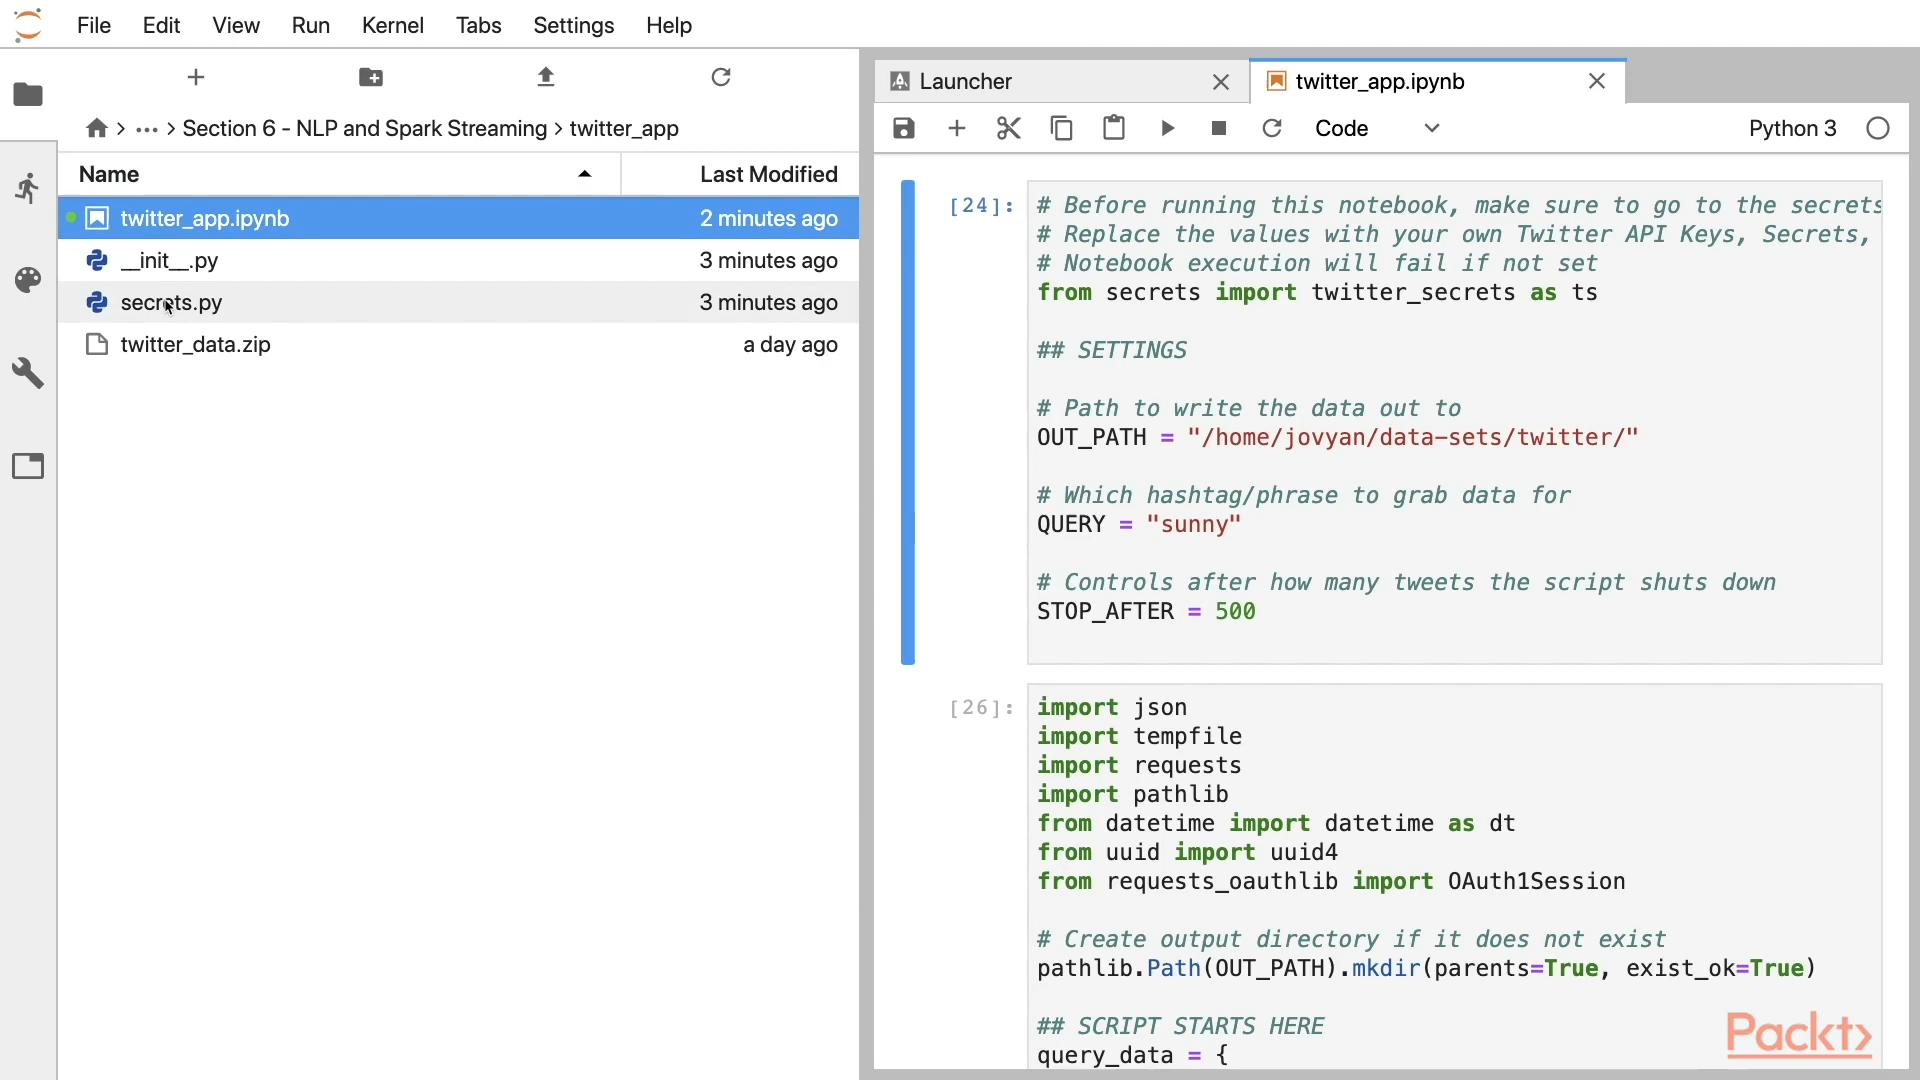 File Edit View Run Kernel Tabs Settings Help
Launcher
twitter_app.ipynb
> ... > Section 6 - NLP and Spark Streaming > twitter_app
Code
Python 3
Name Last Modified
twitter_app.ipynb 2 minutes ago
__init__.py 3 minutes ago
secrets.py 3 minutes ago
twitter_data.zip a day ago
[24]:
# Before running this notebook, make sure to go to the secrets
# Replace the values with your own Twitter API Keys, Secrets,
# Notebook execution will fail if not set
from secrets import twitter_secrets as ts
## SETTINGS
# Path to write the data out to
OUT_PATH = "/home/jovyan/data-sets/twitter/"
# Which hashtag/phrase to grab data for
QUERY = "sunny"
# Controls after how many tweets the script shuts down
STOP_AFTER = 500
[26]:
import json
import tempfile
import requests
import pathlib
from datetime import datetime as dt
from uuid import uuid4
from requests_oauthlib import OAuth1Session
# Create output directory if it does not exist
pathlib.Path(OUT_PATH).mkdir(parents=True, exist_ok=True)
## SCRIPT STARTS HERE
query_data = {
Packt>